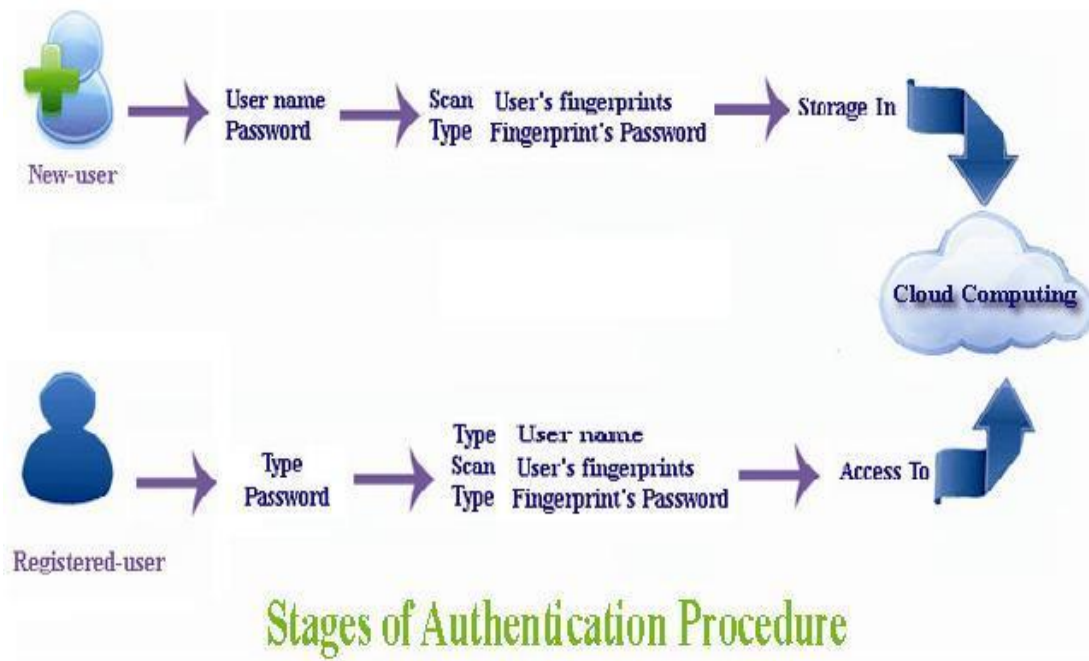 New-user
User name
Password
Scan User's fingerprints
Type Fingerprint's Password
Storage In
Cloud Computing
Registered-user
Type
Password
Type User name
Scan User's fingerprints
Type Fingerprint's Password
Access To
Stages of Authentication Procedure